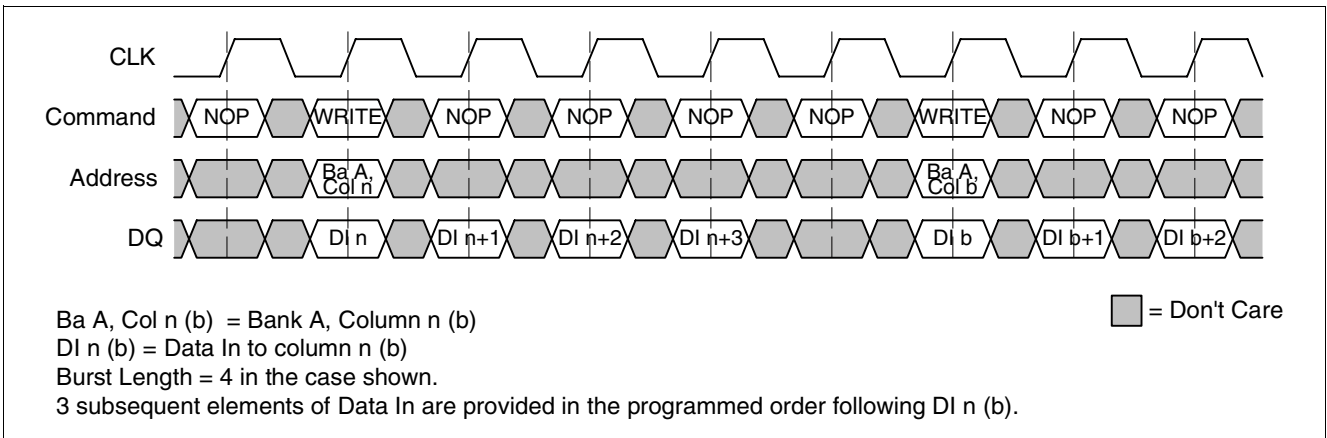 CLK
Command NOP WRITE NOP NOP NOP NOP WRITE NOP NOP
Address Ba A, Col n Ba A, Col b
DQ DI n DI n+1 DI n+2 DI n+3 DI b DI b+1 DI b+2
= Don't Care
Ba A, Col n (b) = Bank A, Column n (b)
DI n (b) = Data In to column n (b)
Burst Length = 4 in the case shown.
3 subsequent elements of Data In are provided in the programmed order following DI n (b).